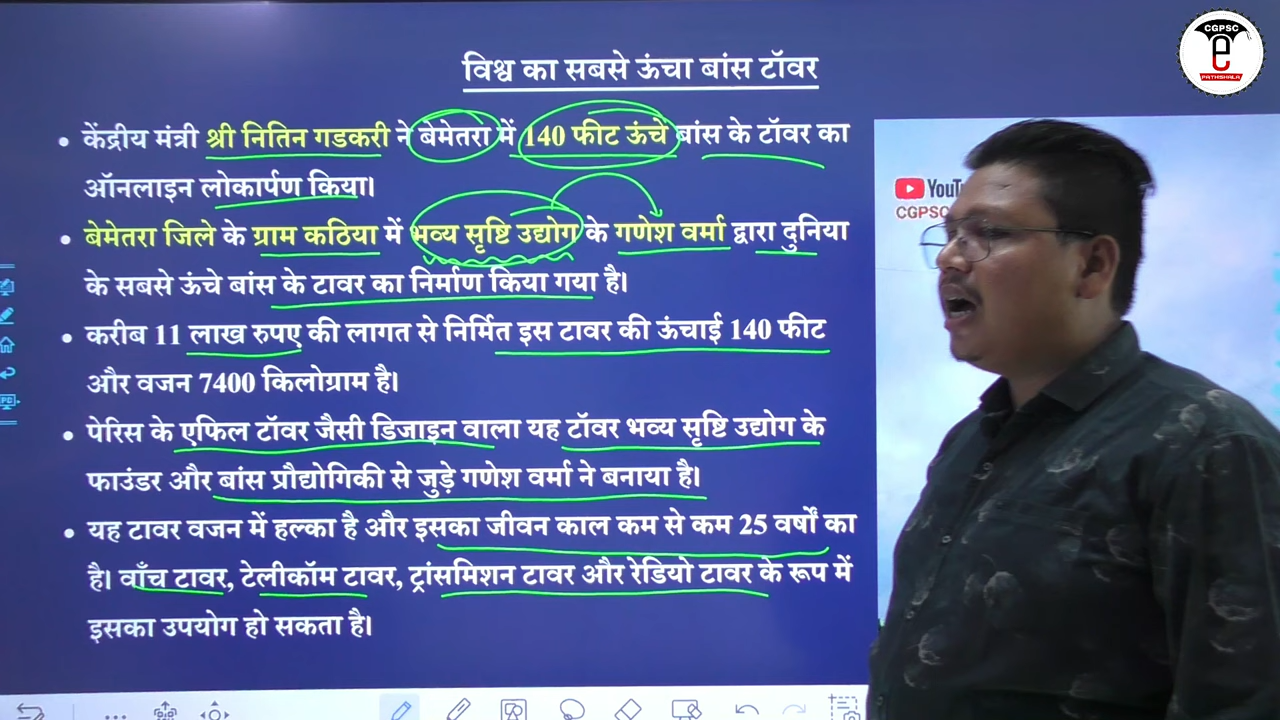 CGPSC
e
PATHSHALA
विश्व का सबसे ऊंचा बांस टॉवर
• केंद्रीय मंत्री श्री नितिन गडकरी ने बेमेतरा में 140 फीट ऊंचे बांस के टॉवर का
ऑनलाइन लोकार्पण किया।
• बेमेतरा जिले के ग्राम कठिया में भव्य सृष्टि उद्योग के गणेश वर्मा द्वारा दुनिया
के सबसे ऊंचे बांस के टावर का निर्माण किया गया है।
• करीब 11 लाख रुपए की लागत से निर्मित इस टावर की ऊंचाई 140 फीट
और वजन 7400 किलोग्राम है।
• पेरिस के एफिल टॉवर जैसी डिजाइन वाला यह टॉवर भव्य सृष्टि उद्योग के
फाउंडर और बांस प्रौद्योगिकी से जुड़े गणेश वर्मा ने बनाया है।
• यह टावर वजन में हल्का है और इसका जीवन काल कम से कम 25 वर्षों का
है। वाँच टावर, टेलीकॉम टावर, ट्रांसमिशन टावर और रेडियो टावर के रूप में
इसका उपयोग हो सकता है।
YouT
CGPSC